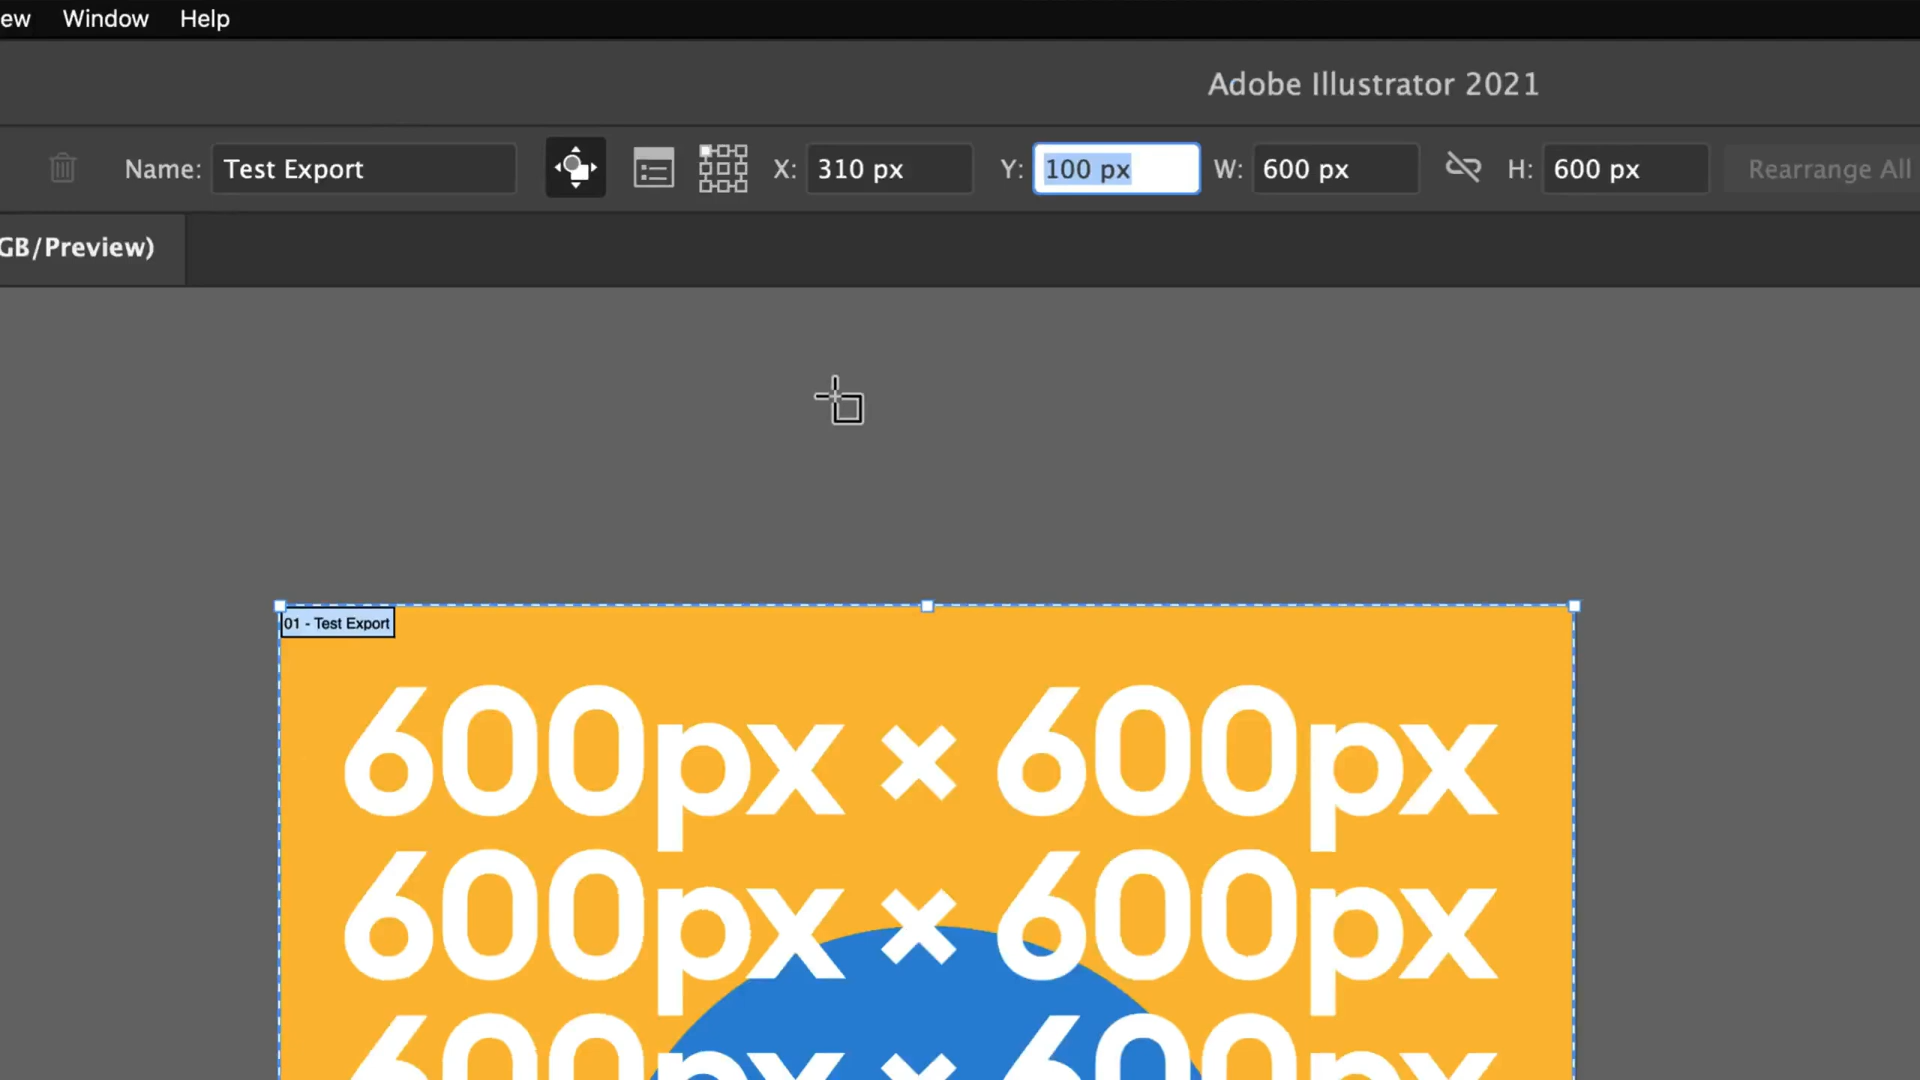 ew Window Help
Adobe Illustrator 2021
Name: Test Export X: 310 px Y: 100 px W: 600 px H: 600 px Rearrange All
GB/Preview)
01 - Test Export
600px × 600px
600px × 600px
600px × 600px